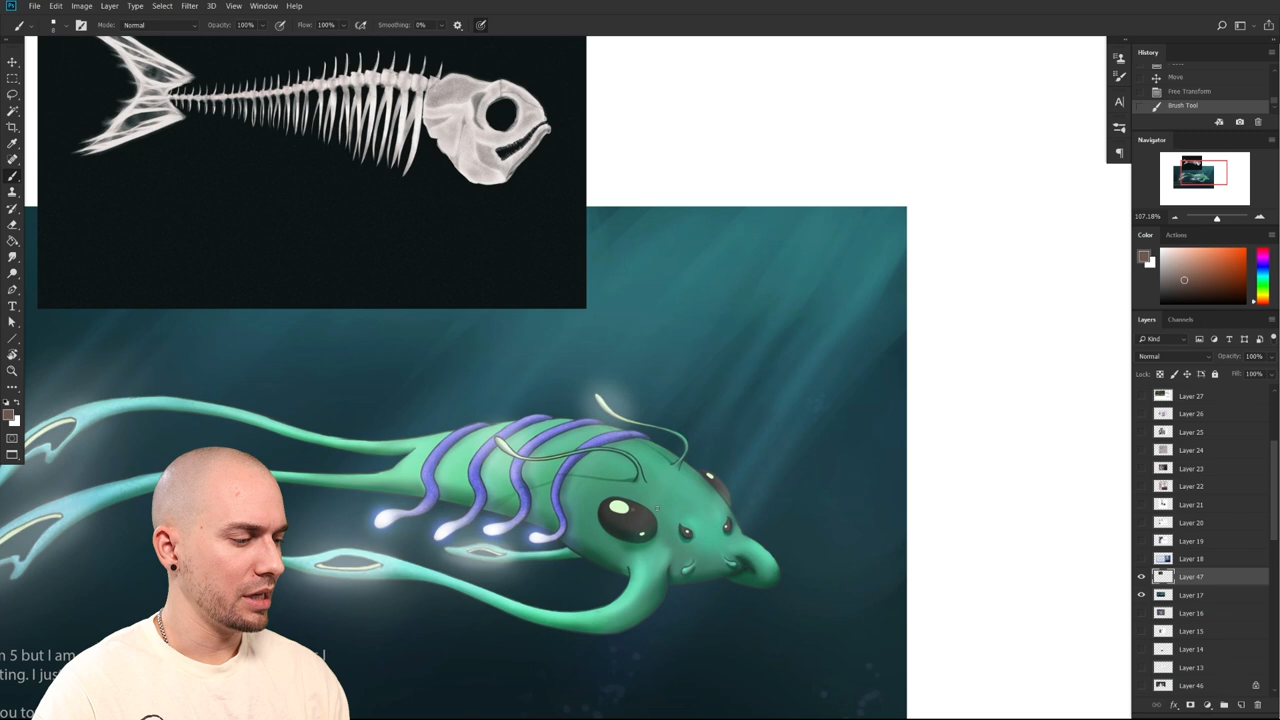 Ps File Edit Image Layer Type Select Filter 3D View Window Help
8 Mode: Normal Opacity: 100% Flow: 100% Smoothing: 0%
History
Move
Free Transform
Brush Tool
Navigator
107.18%
Color Actions
Layers Channels
Kind
Normal Opacity: 100%
Lock: Fill: 100%
Layer 27
Layer 26
Layer 25
Layer 24
Layer 23
Layer 22
Layer 21
Layer 20
Layer 19
Layer 18
Layer 47
Layer 17
Layer 16
Layer 15
Layer 14
Layer 13
Layer 46
5 but I am
I
you to